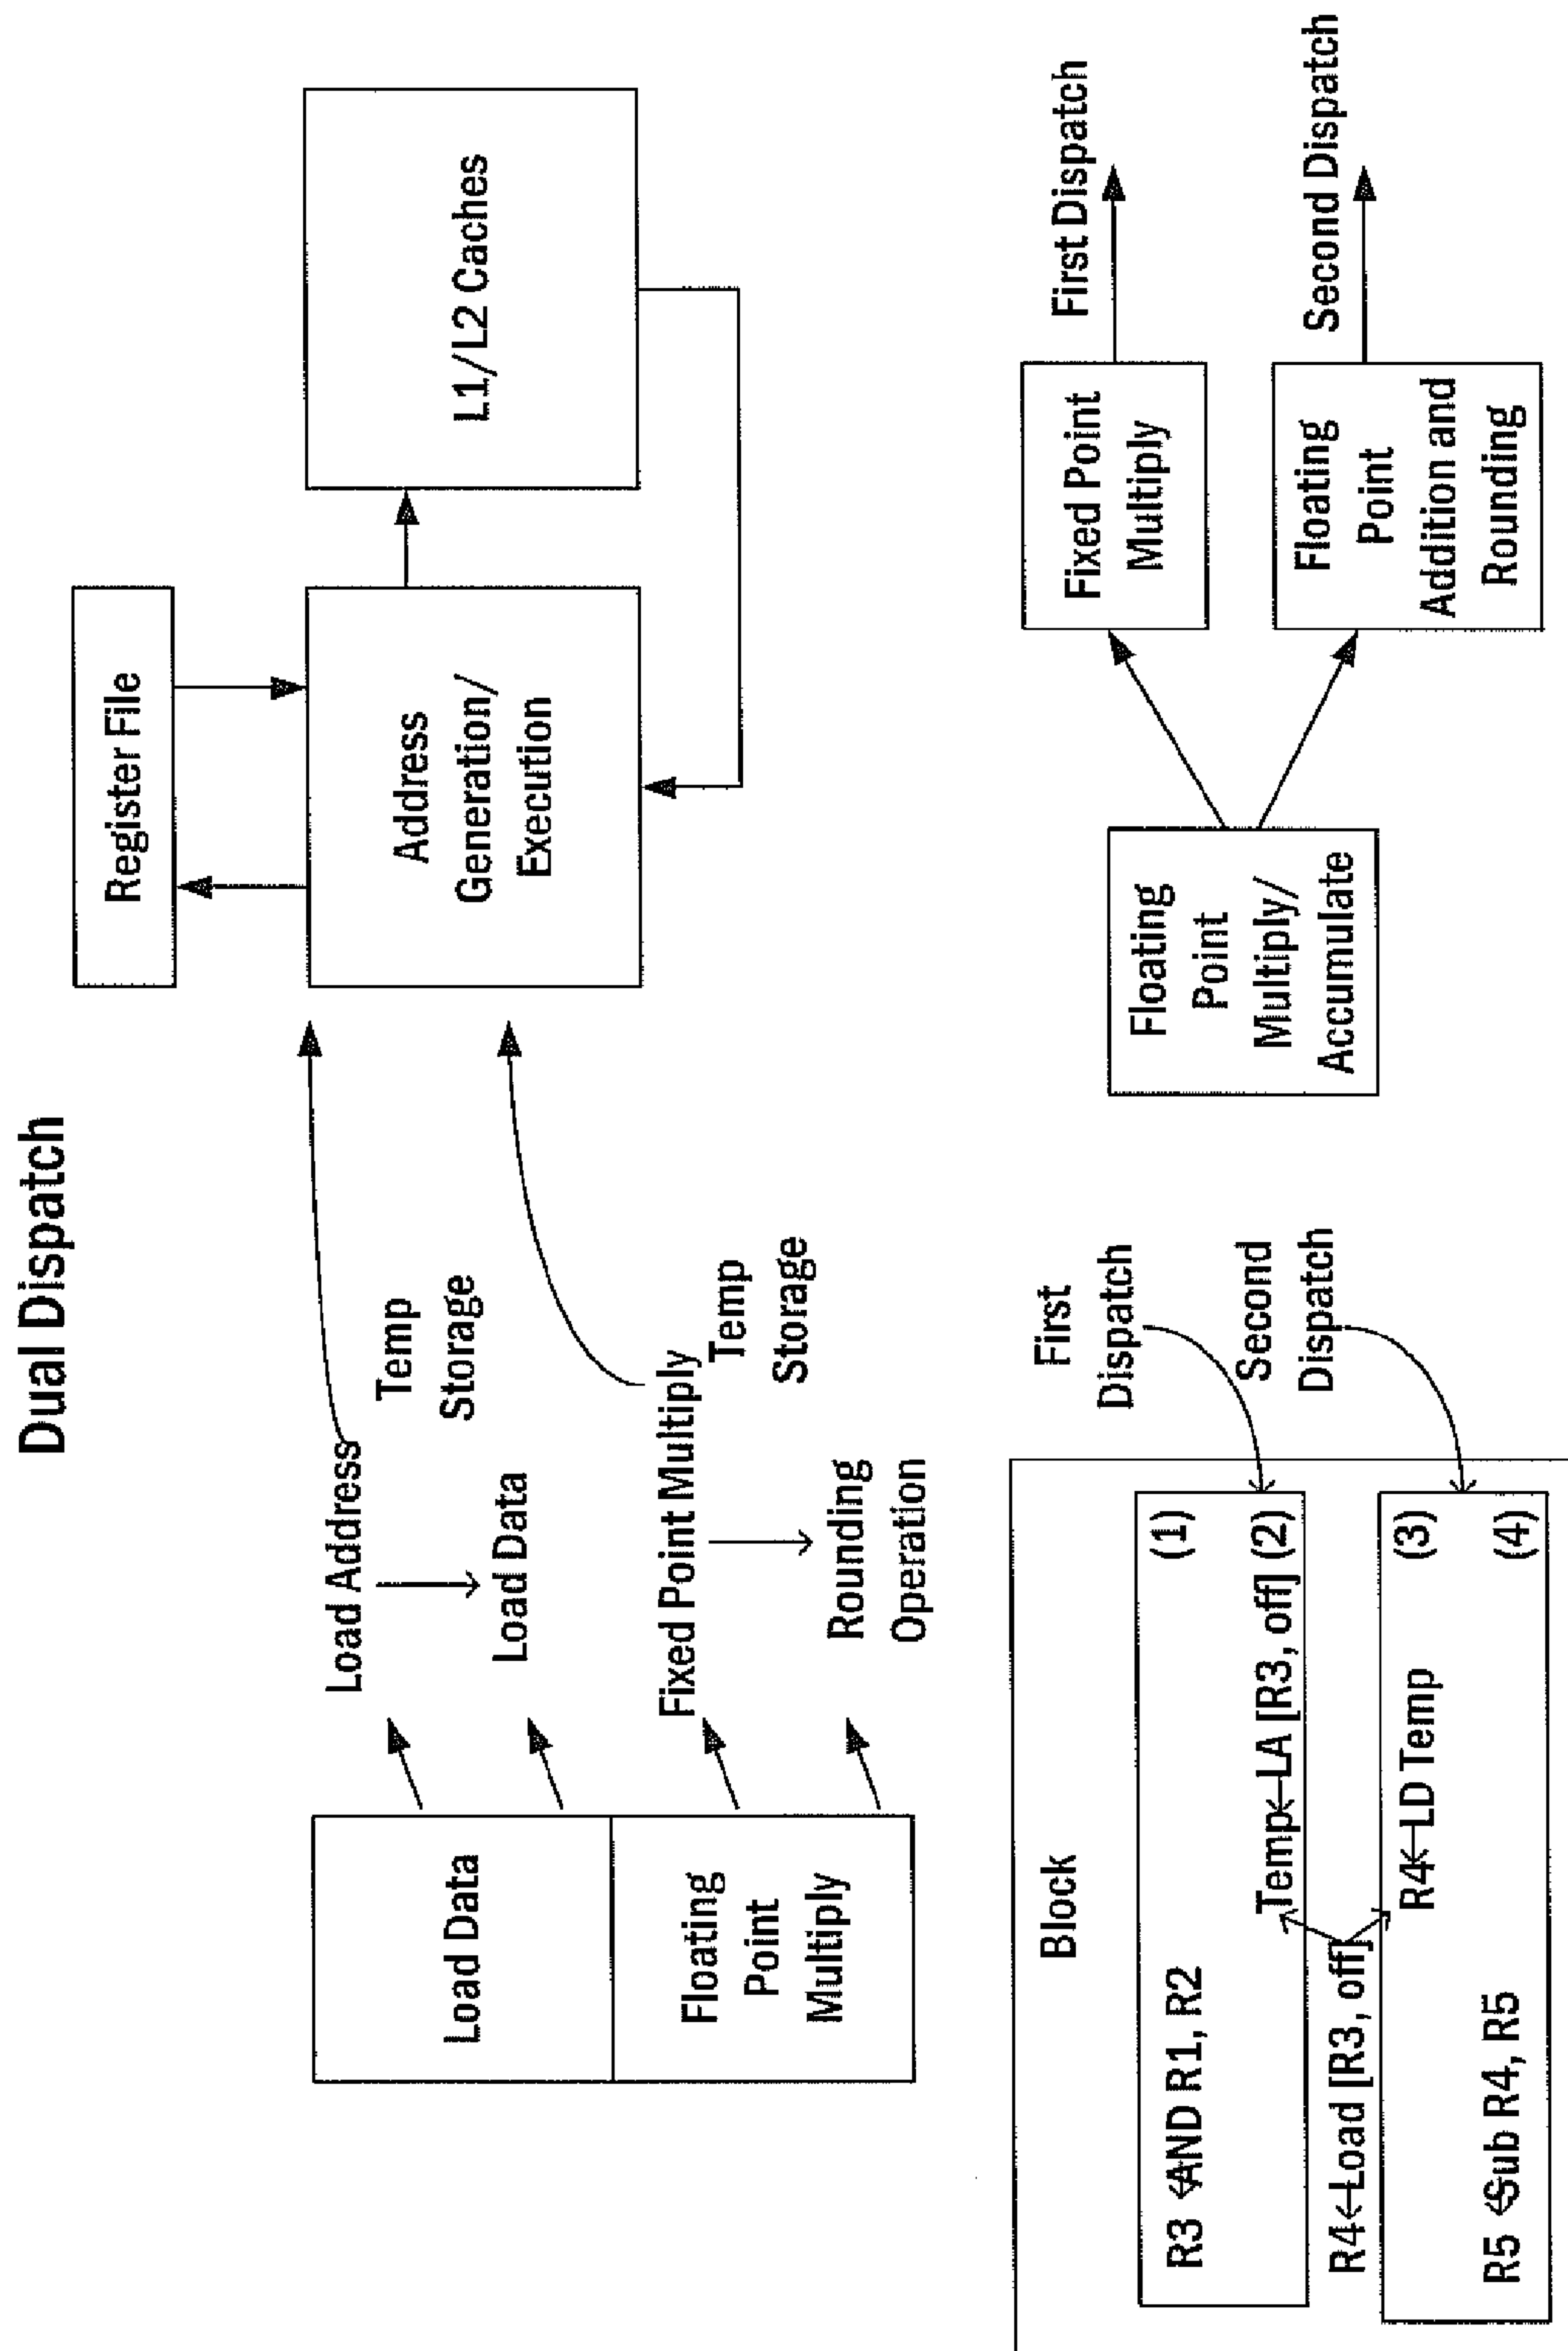 Dual Dispatch
Load Data
Floating
Point
Multiply
Load Address
Temp
Storage
Load Data
Fixed Point Multiply
Temp
Storage
Rounding
Operation
Register File
Address
Generation/
Execution
L1/L2 Caches
Block
R3 ← AND R1, R2 (1)
Temp ← LA [R3, off] (2)
R4 ← Load [R3, off]
R4 ← LD Temp (3)
R5 ← Sub R4, R5 (4)
First
Dispatch
Second
Dispatch
Floating
Point
Multiply/
Accumulate
Fixed Point
Multiply
First Dispatch
Floating
Point
Addition and
Rounding
Second Dispatch